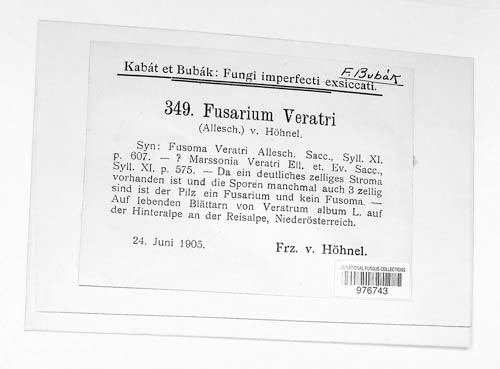 F. Bubák
Kabát et Bubák: Fungi imperfecti exsiccati.
349. Fusarium Veratri
(Allesch.) v. Höhnel.
Syn: Fusoma Veratri Allesch. Sacc., Syll. XI.
p. 607. — ? Marssonia Veratri Ell. et. Ev. Sacc.,
Syll. XI. p. 575. — Da ein deutliches zelliges Stroma
vorhanden ist und die Sporen manchmal auch 3 zellig
sind ist der Pilz ein Fusarium und kein Fusoma. —
Auf lebenden Blättarn von Veratrum album L. auf
der Hinteralpe an der Reisalpe, Niederösterreich.
24. Juni 1905.
Frz. v. Höhnel.
US NATIONAL FUNGUS COLLECTIONS
976743